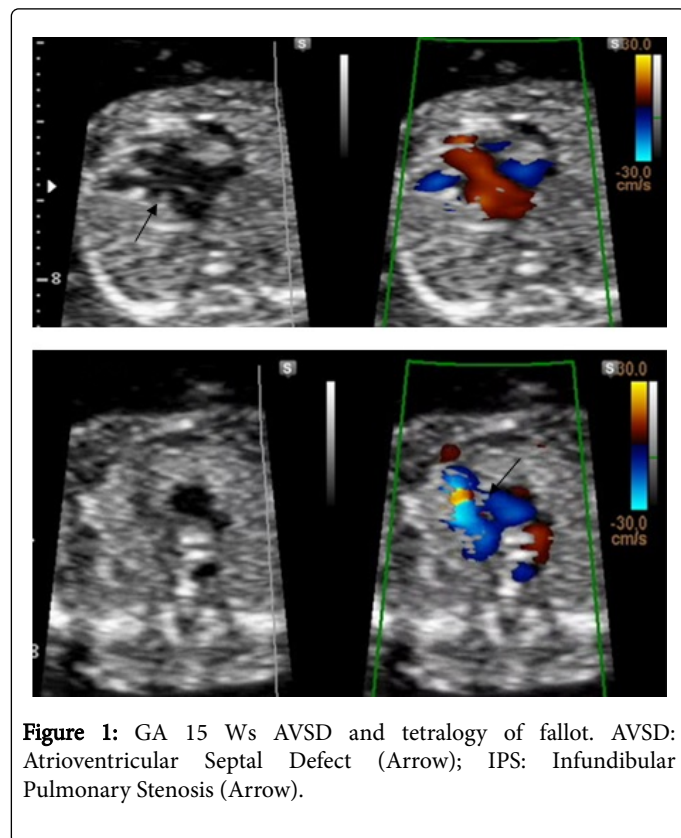 S
S
30.0
-30.0
cm/s
8
S
S
30.0
-30.0
cm/s
8
Figure 1: GA 15 Ws AVSD and tetralogy of fallot. AVSD:
Atrioventricular Septal Defect (Arrow); IPS: Infundibular
Pulmonary Stenosis (Arrow).